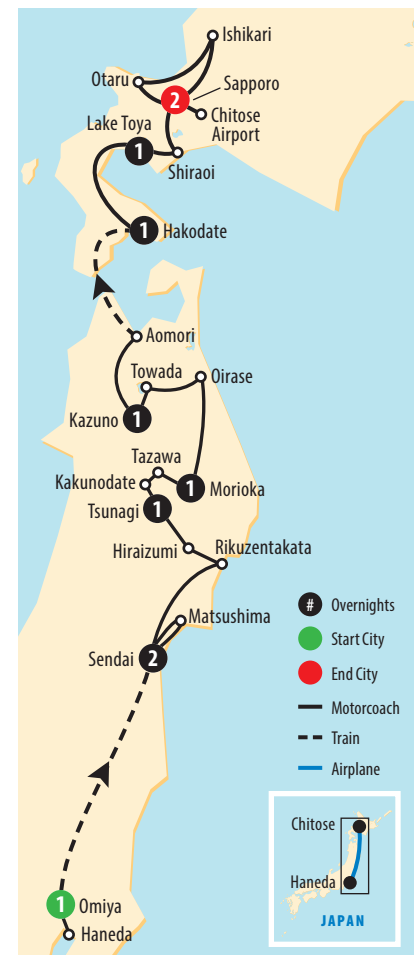 Ishikari
Otaru
Sapporo
2
Chitose
Airport
Lake Toya
1
Shiraoi
1
Hakodate
Aomori
Towada
Oirase
Kazuno
1
Tazawa
Kakunodate
1
Morioka
Tsunagi
1
Hiraizumi
Rikuzentakata
# Overnights
Matsushima
Start City
Sendai
2
End City
Motorcoach
Train
Airplane
Chitose
Haneda
JAPAN
1
Omiya
Haneda